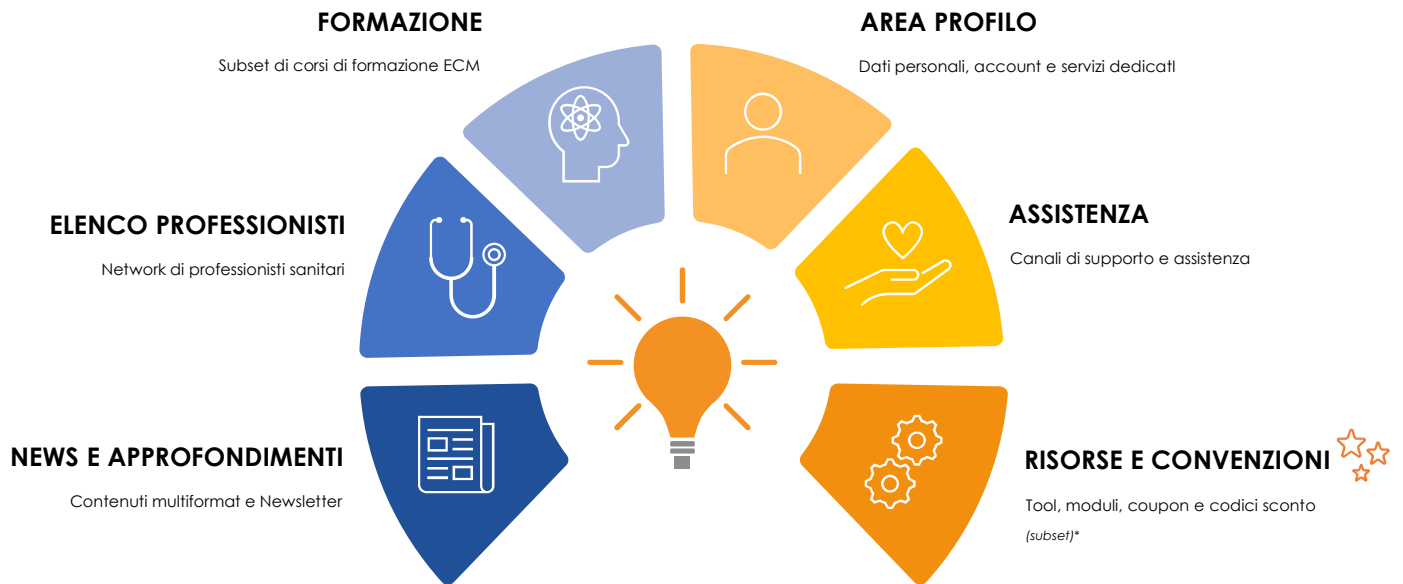 FORMAZIONE
Subset di corsi di formazione ECM
AREA PROFILO
Dati personali, account e servizi dedicatI
ELENCO PROFESSIONISTI
Network di professionisti sanitari
ASSISTENZA
Canali di supporto e assistenza
NEWS E APPROFONDIMENTI
Contenuti multiformat e Newsletter
RISORSE E CONVENZIONI
Tool, moduli, coupon e codici sconto
(subset)*